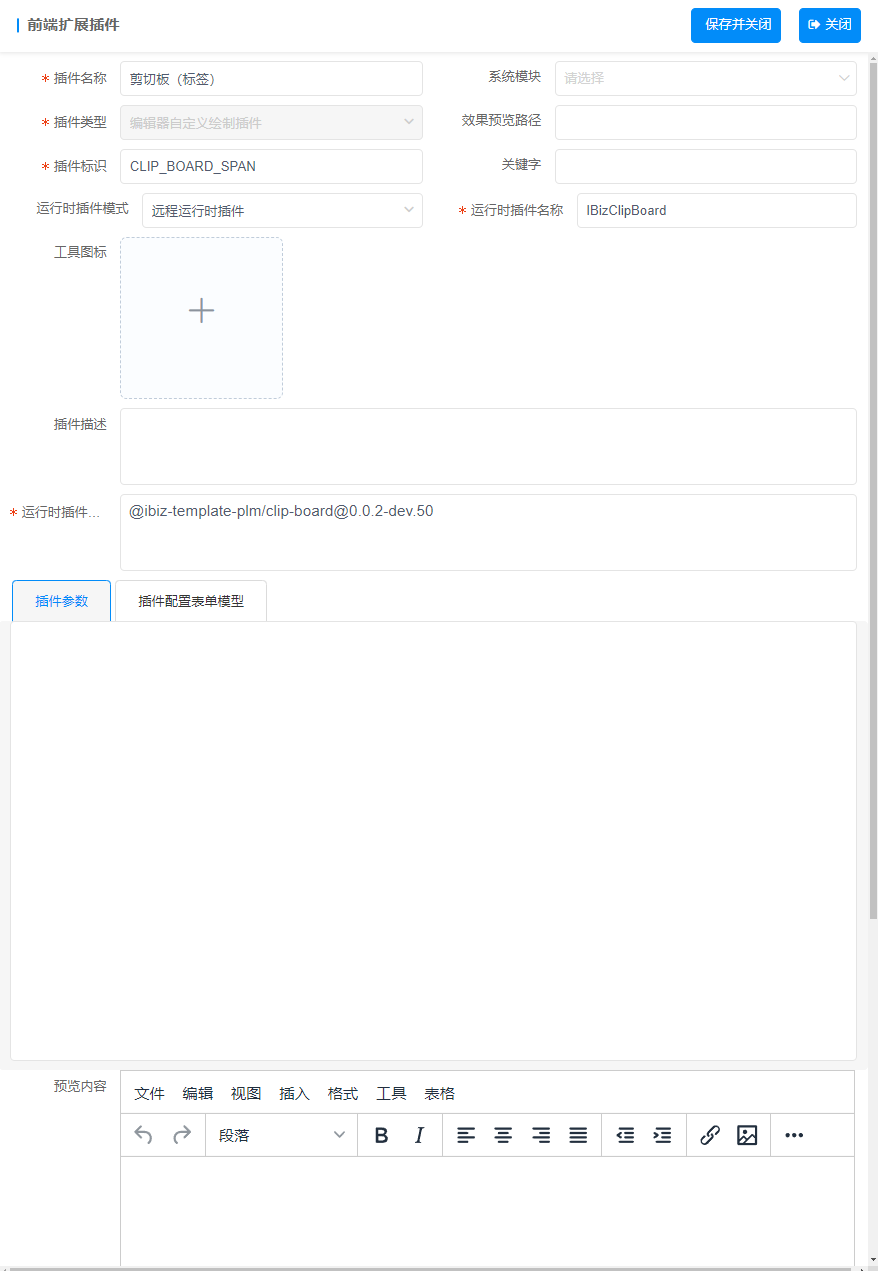 前端扩展插件
保存并关闭
关闭
* 插件名称
剪切板（标签）
系统模块
请选择
* 插件类型
编辑器自定义绘制插件
效果预览路径
* 插件标识
CLIP_BOARD_SPAN
关键字
运行时插件模式
远程运行时插件
* 运行时插件名称
IBizClipBoard
工具图标
插件描述
* 运行时插件...
@ibiz-template-plm/clip-board@0.0.2-dev.50
插件参数
插件配置表单模型
预览内容
文件 编辑 视图 插入 格式 工具 表格
段落
B I